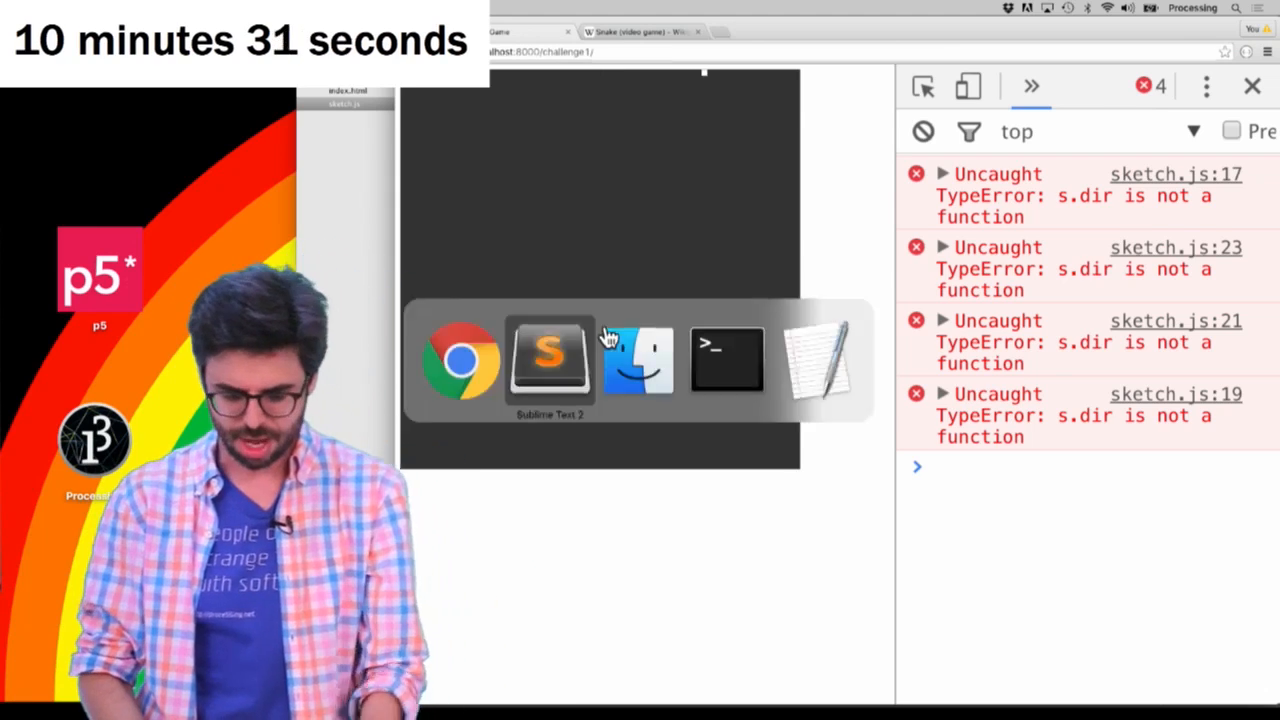 10 minutes 31 seconds
Processing
Game
Snake (video game) - Wiki
You
lhost:8000/challenge1/
index.html
sketch.js
4
top
Pre
Uncaught sketch.js:17
TypeError: s.dir is not a
function
Uncaught sketch.js:23
TypeError: s.dir is not a
function
Uncaught sketch.js:21
TypeError: s.dir is not a
function
Uncaught sketch.js:19
TypeError: s.dir is not a
function
p5*
p5
S
>_
Sublime Text 2
Process
eople c
range
with soft